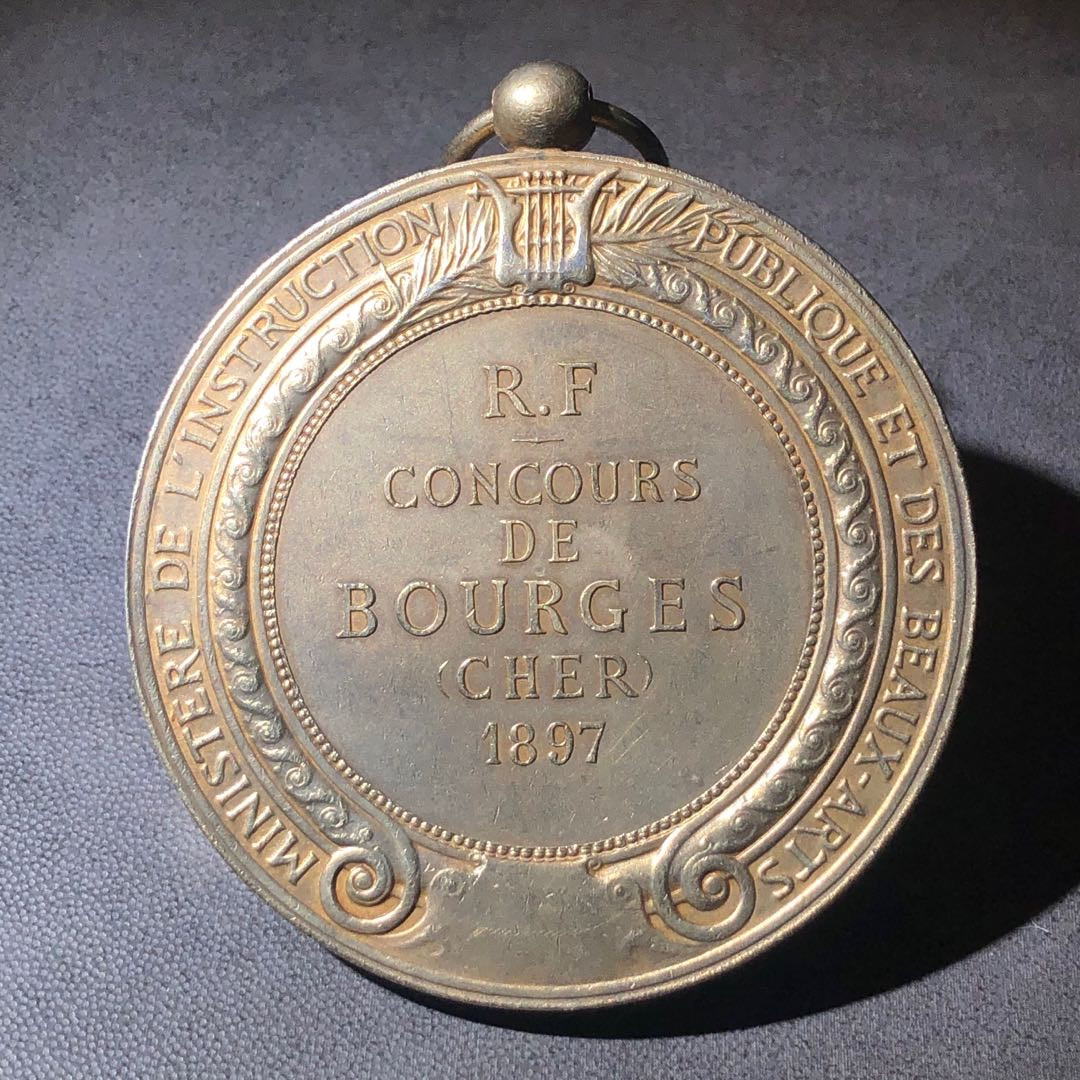 MINISTERE DE L'INSTRUCTION PUBLIQUE ET DES BEAUX-ARTS
R.F
CONCOURS
DE
BOURGES
(CHER)
1897